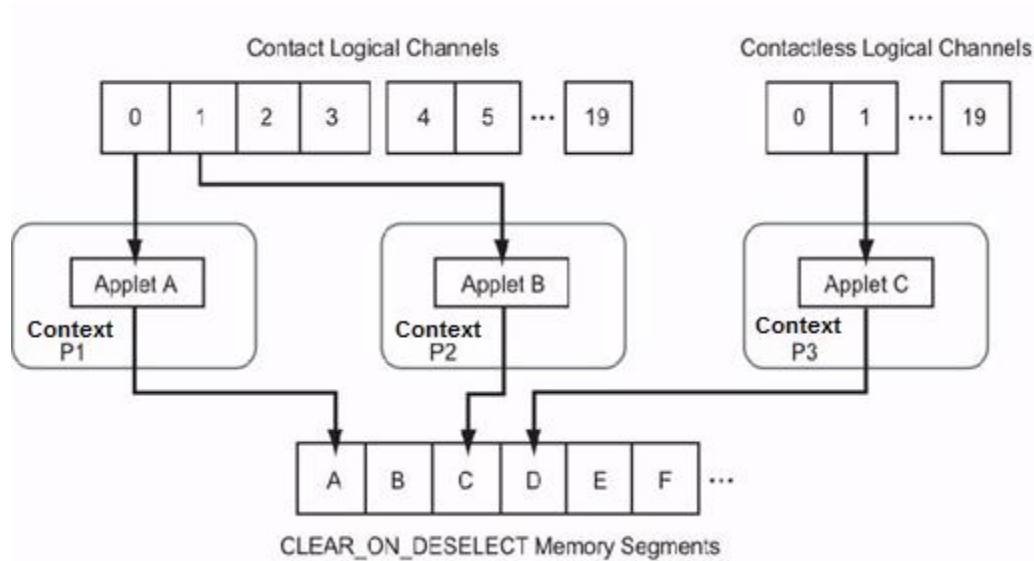 Contact Logical Channels
Contactless Logical Channels
0 1 2 3 4 5 ... 19
0 1 ... 19
Applet A
Applet B
Applet C
Context
P1
Context
P2
Context
P3
A B C D E F ...
CLEAR_ON_DESELECT Memory Segments